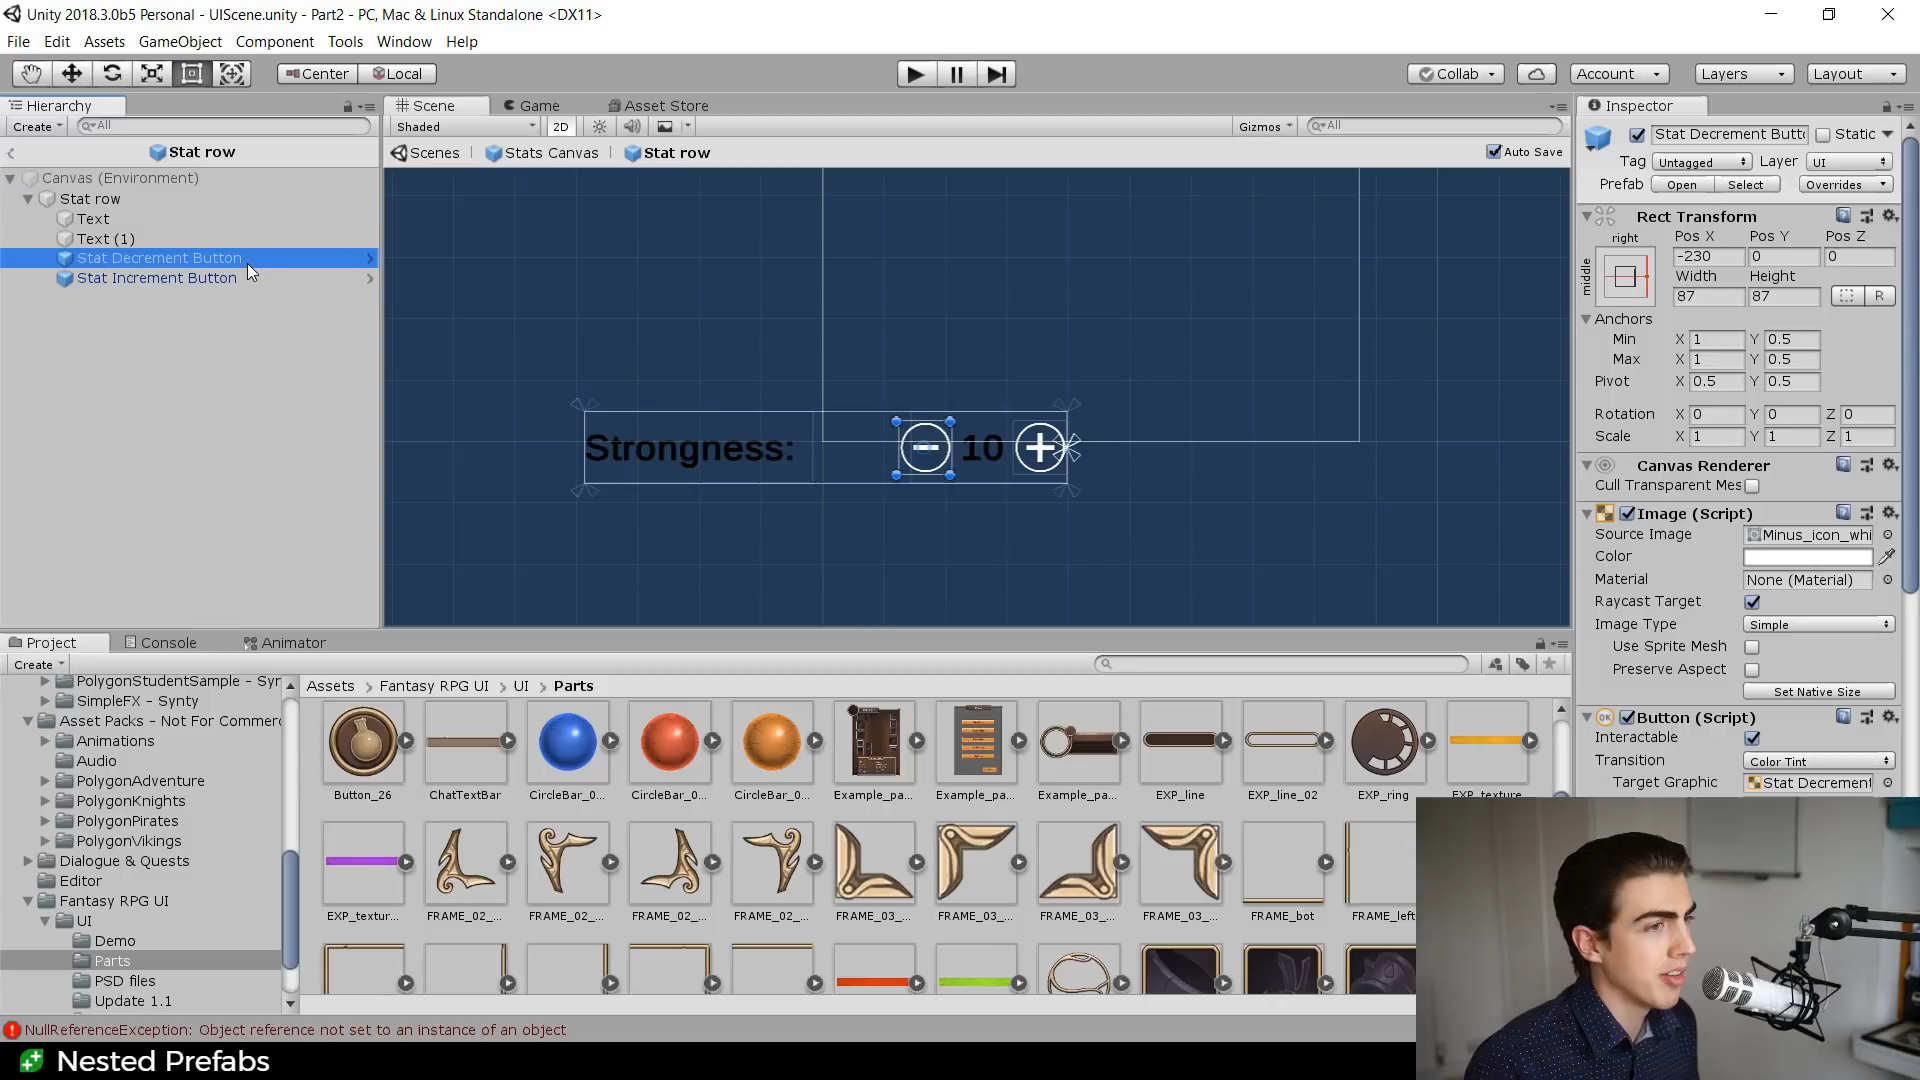 Unity 2018.3.0b5 Personal - UIScene.unity - Part2 - PC, Mac & Linux Standalone <DX11>
File Edit Assets GameObject Component Tools Window Help
Center Local Collab Account Layers Layout
Hierarchy
Create All
Stat row
Canvas (Environment)
Stat row
Text
Text (1)
Stat Decrement Button
Stat Increment Button
Scene Game Asset Store
Shaded 2D Gizmos All
Scenes Stats Canvas Stat row Auto Save
Strongness: 10
Inspector
Stat Decrement Butto Static
Tag Untagged Layer UI
Prefab Open Select Overrides
Rect Transform
right Pos X Pos Y Pos Z
middle -230 0 0
Width Height
87 87 R
Anchors
Min X 1 Y 0.5
Max X 1 Y 0.5
Pivot X 0.5 Y 0.5
Rotation X 0 Y 0 Z 0
Scale X 1 Y 1 Z 1
Canvas Renderer
Cull Transparent Mes
Image (Script)
Source Image Minus_icon_whi
Color
Material None (Material)
Raycast Target
Image Type Simple
Use Sprite Mesh
Preserve Aspect
Set Native Size
OK Button (Script)
Interactable
Transition Color Tint
Target Graphic Stat Decrement
Project Console Animator
Create
PolygonStudentSample - Syr
SimpleFX - Synty
Asset Packs - Not For Commerc
Animations
Audio
PolygonAdventure
PolygonKnights
PolygonPirates
PolygonVikings
Dialogue & Quests
Editor
Fantasy RPG UI
UI
Demo
Parts
PSD files
Update 1.1
Assets Fantasy RPG UI UI Parts
Button_26 ChatTextBar CircleBar_0... CircleBar_0... CircleBar_0... Example_pa... Example_pa... Example_pa... EXP_line EXP_line_02 EXP_ring EXP_texture
EXP_textur... FRAME_02_... FRAME_02_... FRAME_02_... FRAME_02_... FRAME_03_... FRAME_03_... FRAME_03_... FRAME_03_... FRAME_bot FRAME_left
NullReferenceException: Object reference not set to an instance of an object
Nested Prefabs